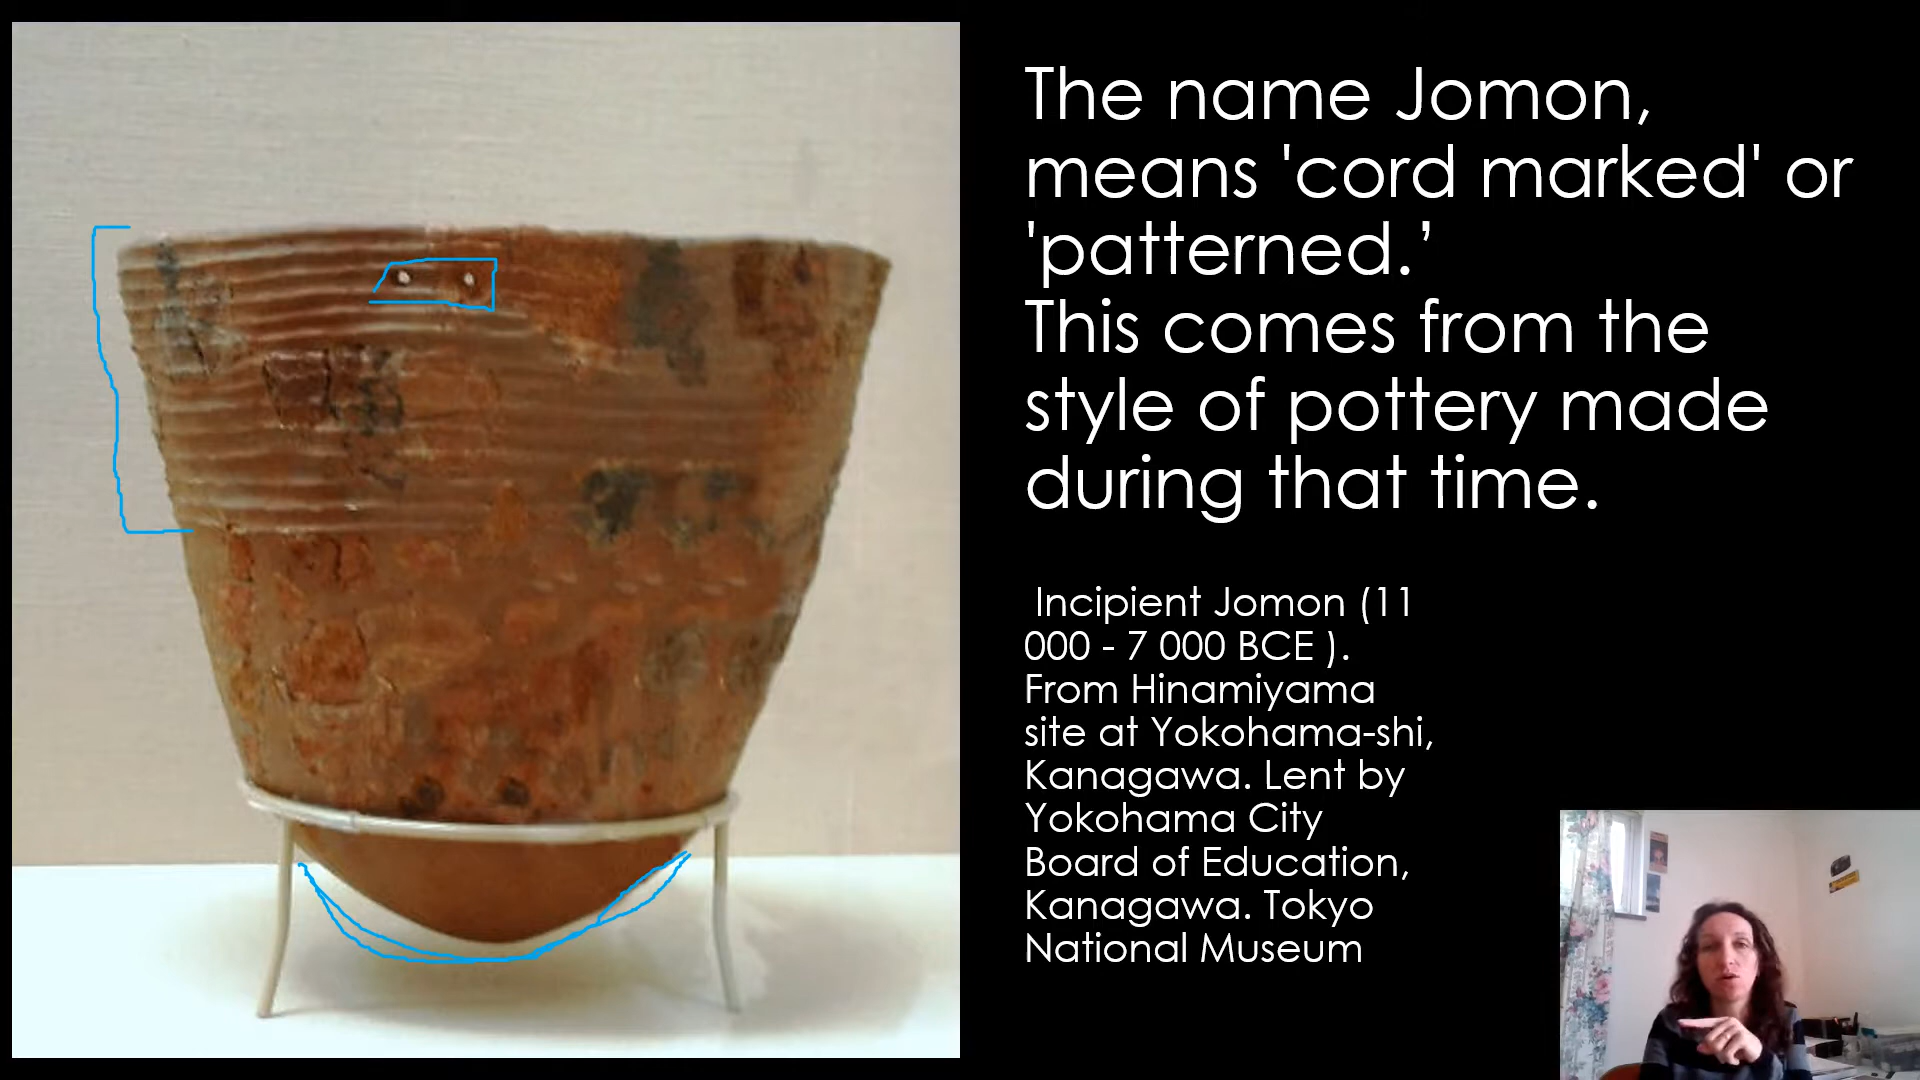 The name Jomon,
means 'cord marked' or
'patterned.’
This comes from the
style of pottery made
during that time.
Incipient Jomon (11
000 - 7 000 BCE ).
From Hinamiyama
site at Yokohama-shi,
Kanagawa. Lent by
Yokohama City
Board of Education,
Kanagawa. Tokyo
National Museum